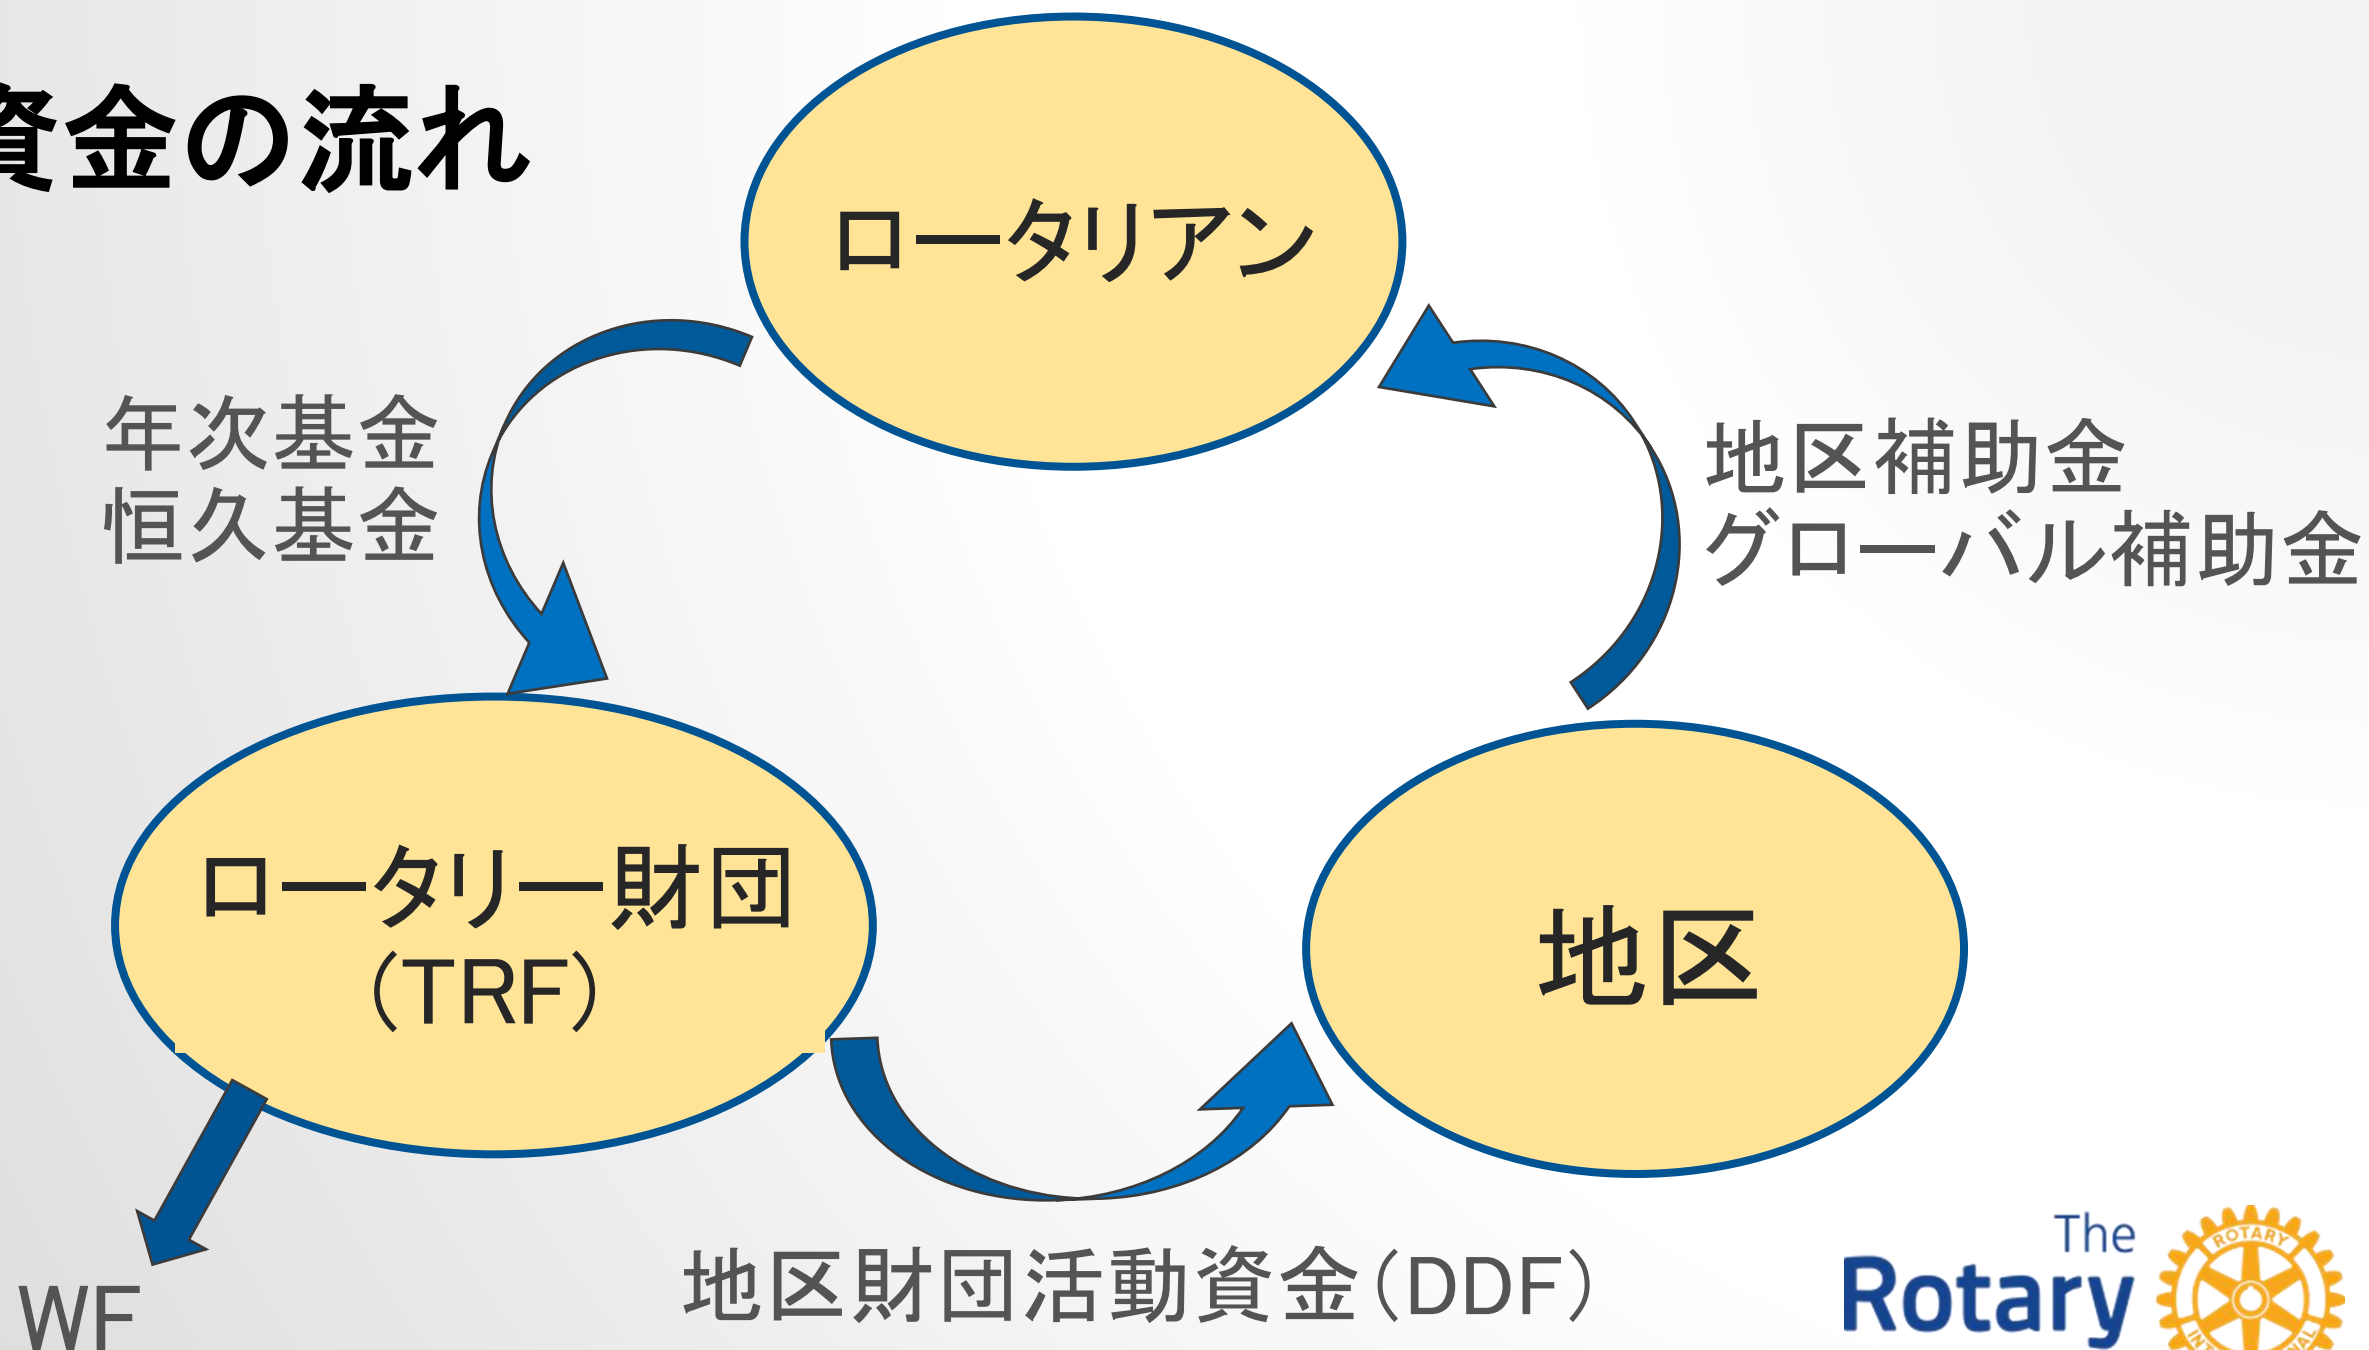 資金の流れ
ロータリアン
年次基金
恒久基金
地区補助金
グローバル補助金
ロータリー財団
（TRF）
地区
地区財団活動資金（DDF）
WF
The
Rotary
ROTARY